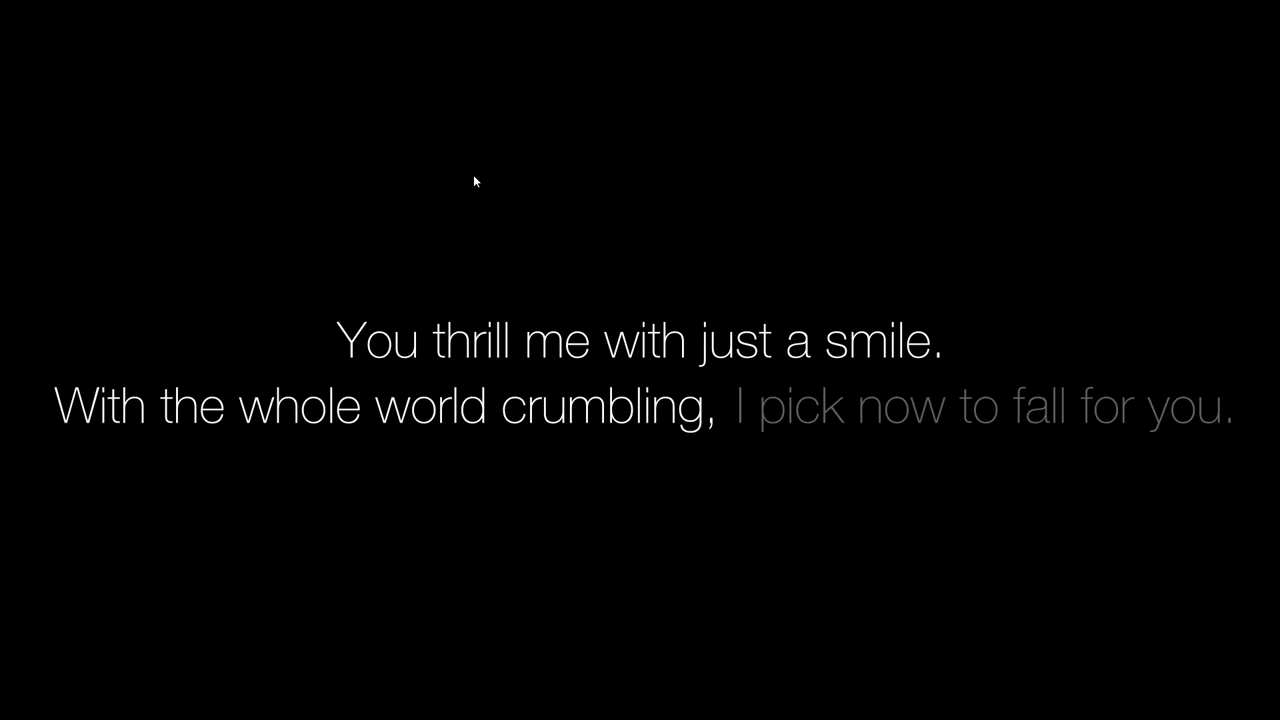 You thrill me with just a smile.
With the whole world crumbling, I pick now to fall for you.